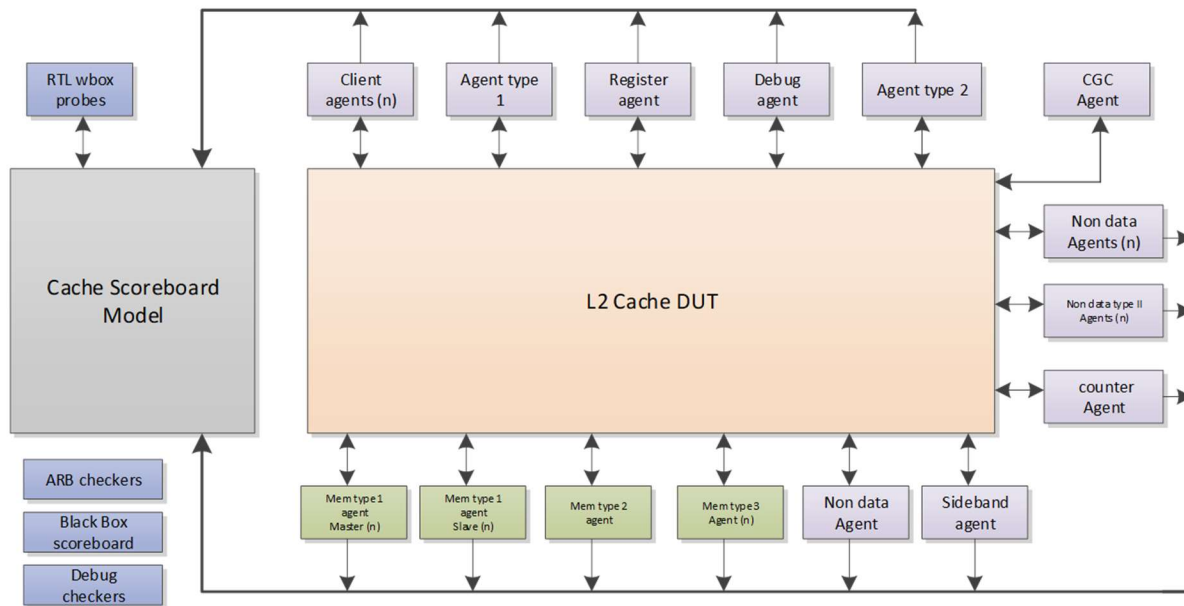 RTL wbox
probes
Client
agents (n)
Agent type
1
Register
agent
Debug
agent
Agent type 2
CGC
Agent
Cache Scoreboard
Model
L2 Cache DUT
Non data
Agents (n)
Non data type II
Agents (n)
counter
Agent
ARB checkers
Black Box
scoreboard
Debug
checkers
Mem type 1
agent
Master (n)
Mem type 1
agent
Slave (n)
Mem type 2
agent
Mem type 3
Agent (n)
Non data
Agent
Sideband
agent